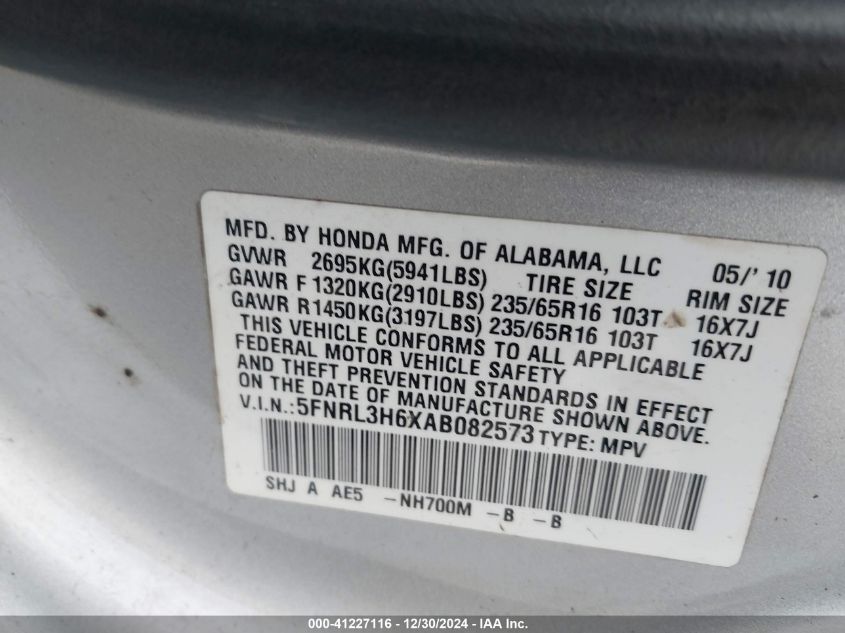 MFD. BY HONDA MFG. OF ALABAMA, LLC 05/' 10
GVWR 2695KG(5941LBS) TIRE SIZE RIM SIZE
GAWR F 1320KG(2910LBS) 235/65R16 103T 16X7J
GAWR R1450KG(3197LBS) 235/65R16 103T 16X7J
THIS VEHICLE CONFORMS TO ALL APPLICABLE
FEDERAL MOTOR VEHICLE SAFETY
AND THEFT PREVENTION STANDARDS IN EFFECT
ON THE DATE OF MANUFACTURE SHOWN ABOVE.
V.I.N.:5FNRL3H6XAB082573 TYPE: MPV
SHJ A AE5 -NH700M -B -B
000-41227116 - 12/30/2024 - IAA Inc.